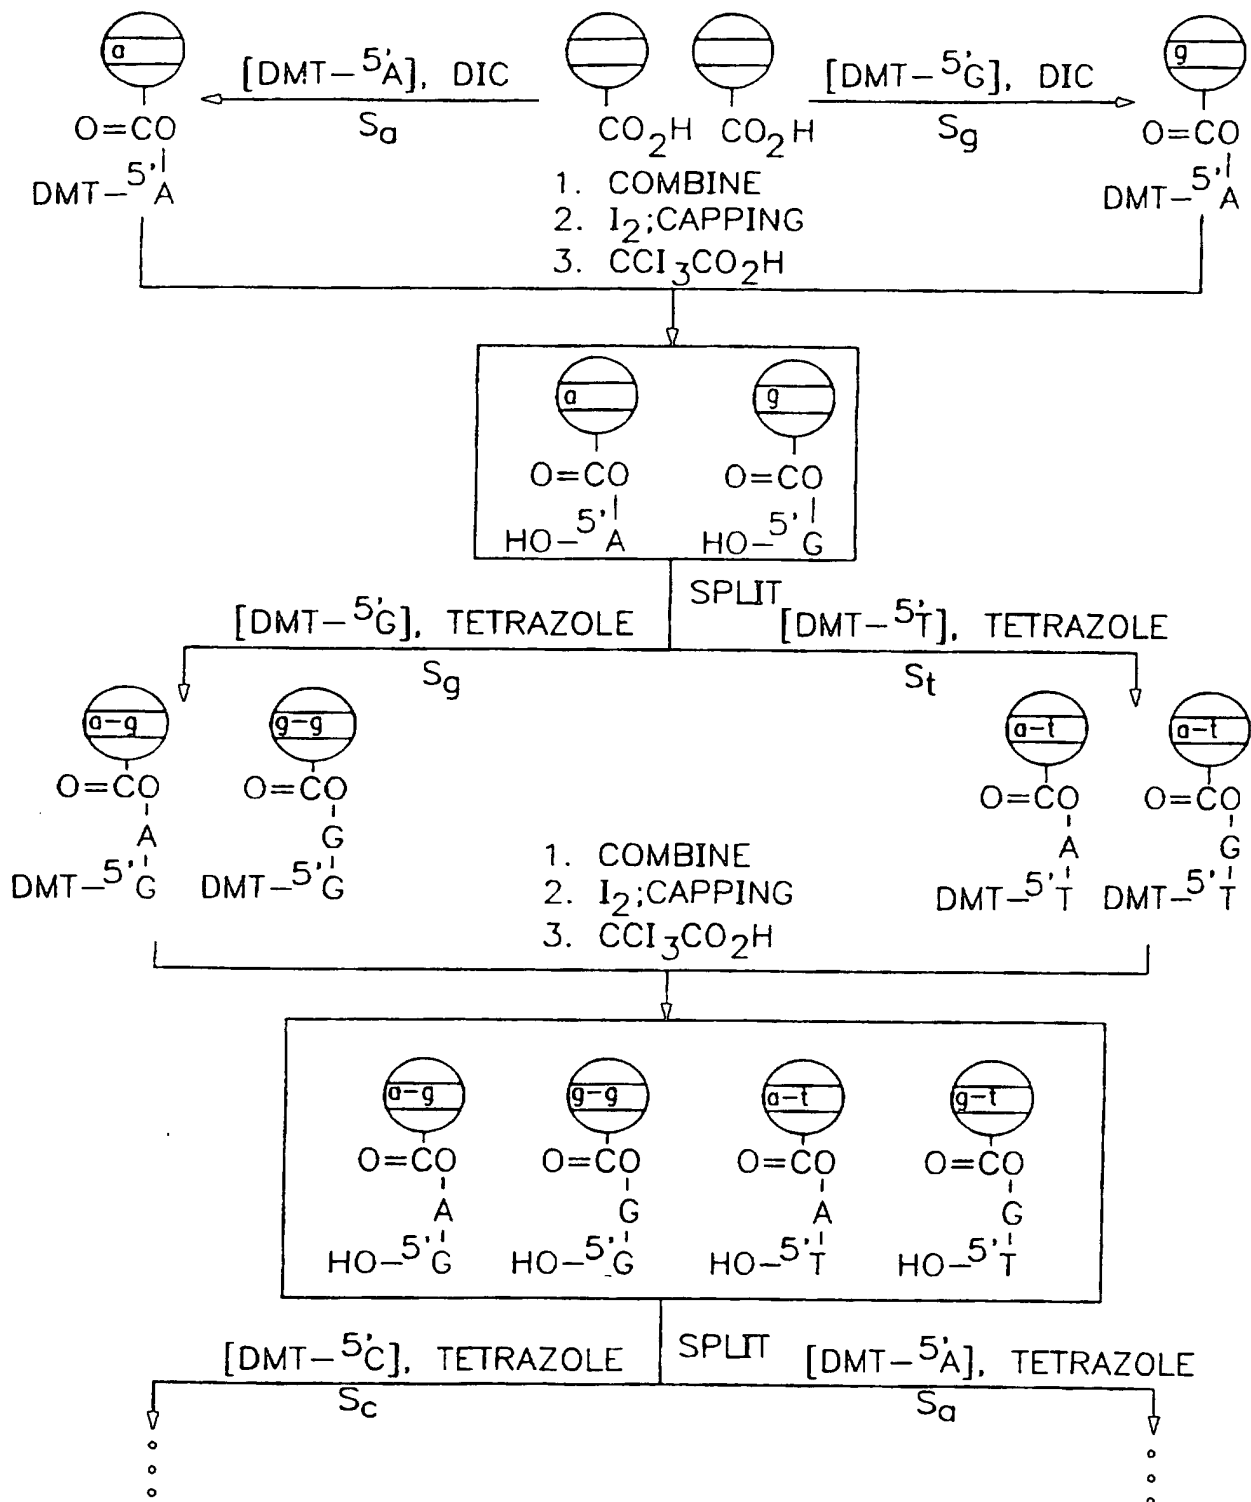 a
g
[DMT-5'A], DIC
[DMT-5'G], DIC
Sa
Sg
O=CO
CO2H CO2H
O=CO
DMT-5'A
DMT-5'A
1. COMBINE
2. I2;CAPPING
3. CCl3CO2H
a g
O=CO O=CO
HO-5'A HO-5'G
SPLIT
[DMT-5'G], TETRAZOLE
[DMT-5'T], TETRAZOLE
Sg
St
a-g g-g a-t a-t
O=CO O=CO O=CO O=CO
A G A G
DMT-5'G DMT-5'G DMT-5'T DMT-5'T
1. COMBINE
2. I2;CAPPING
3. CCl3CO2H
a-g g-g a-t g-t
O=CO O=CO O=CO O=CO
A G A G
HO-5'G HO-5'G HO-5'T HO-5'T
SPLIT
[DMT-5'C], TETRAZOLE
[DMT-5'A], TETRAZOLE
Sc
Sa